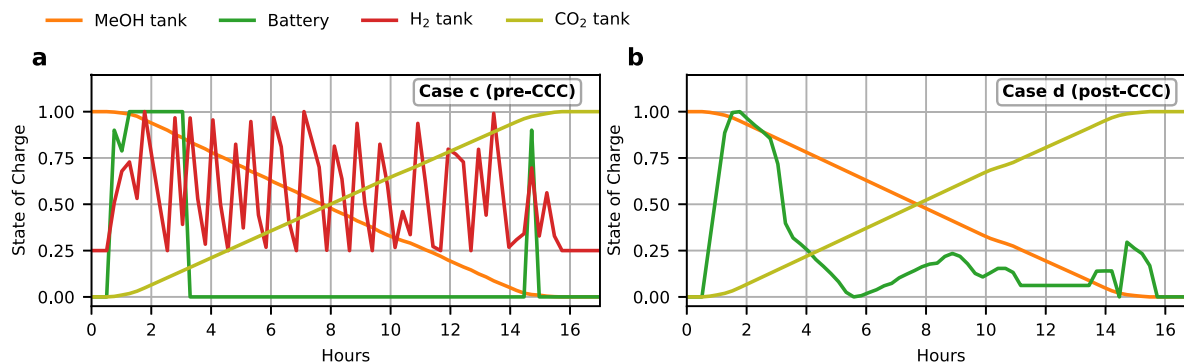 MeOH tank Battery H₂ tank CO₂ tank
a
Case c (pre-CCC)
State of Charge
1.00
0.75
0.50
0.25
0.00
0 2 4 6 8 10 12 14 16
Hours
b
Case d (post-CCC)
State of Charge
1.00
0.75
0.50
0.25
0.00
0 2 4 6 8 10 12 14 16
Hours